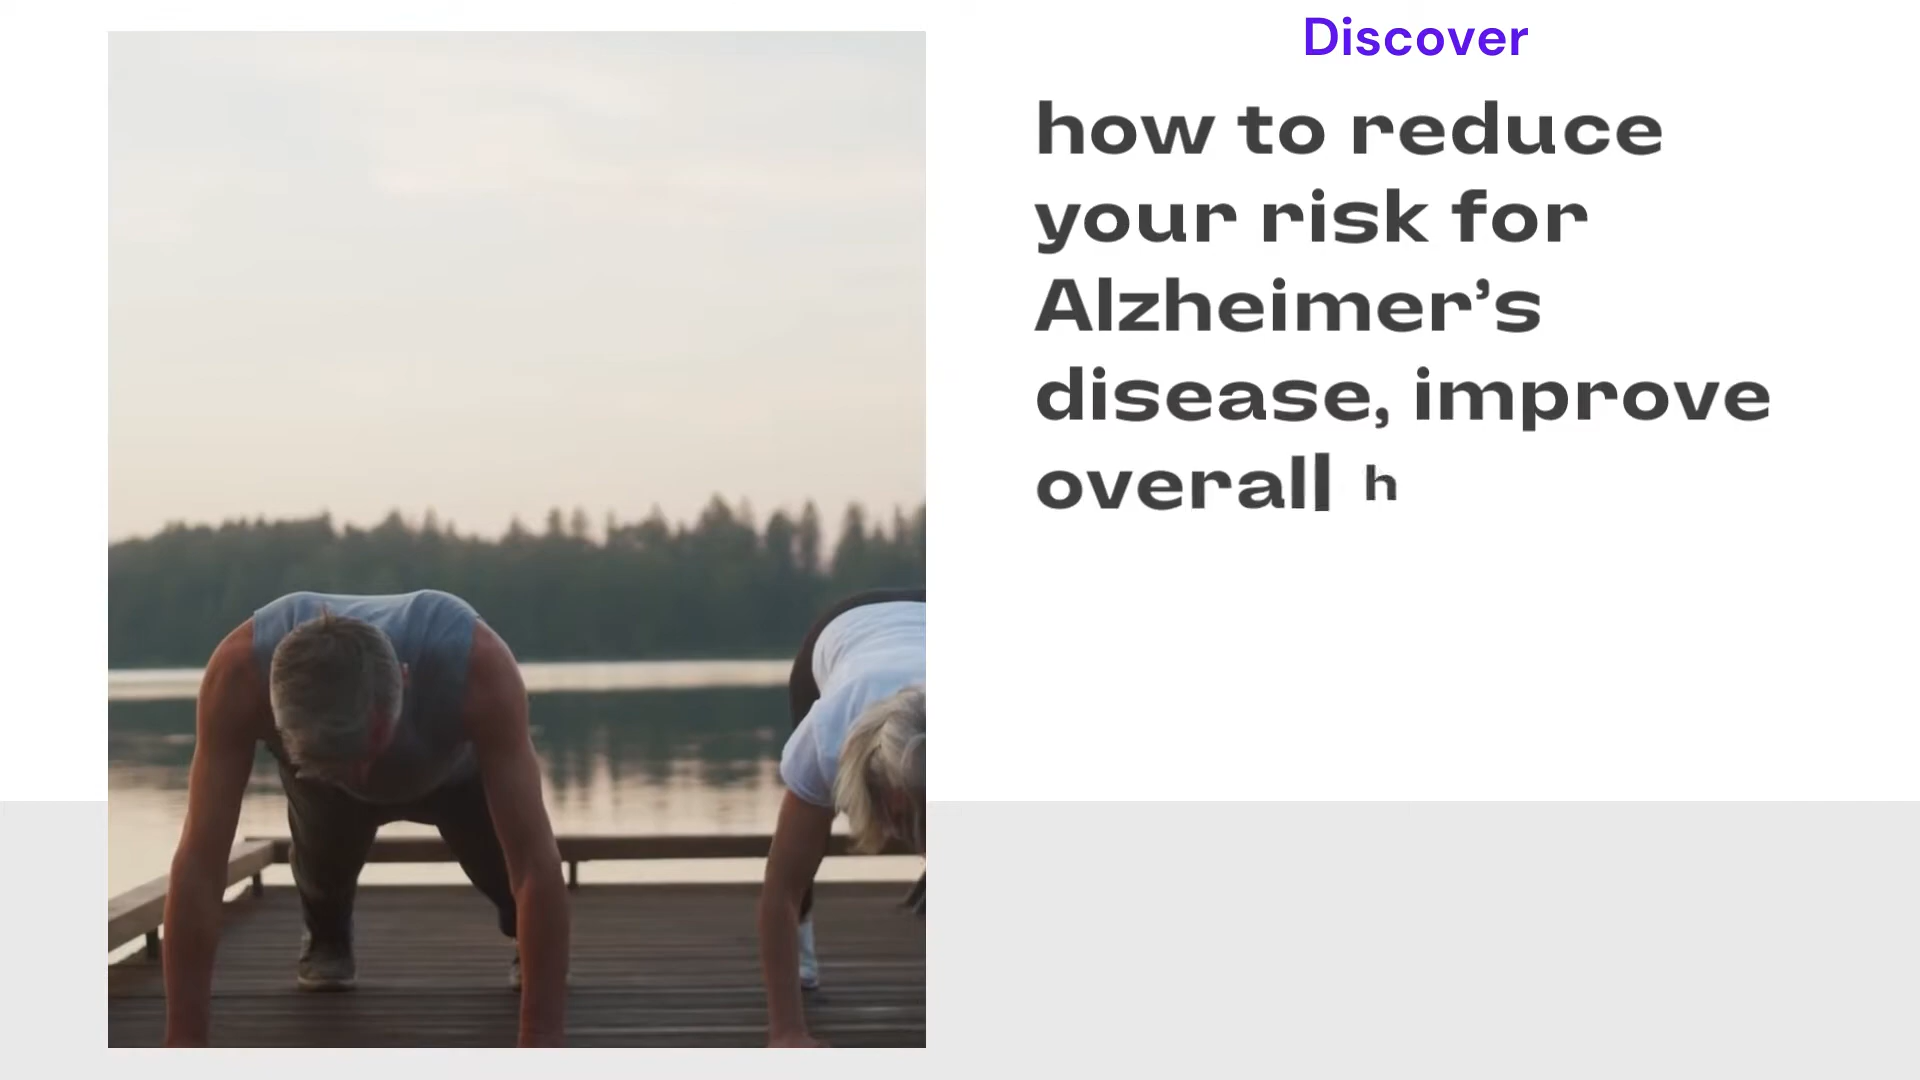 Discover
how to reduce
your risk for
Alzheimer’s
disease, improve
overall h